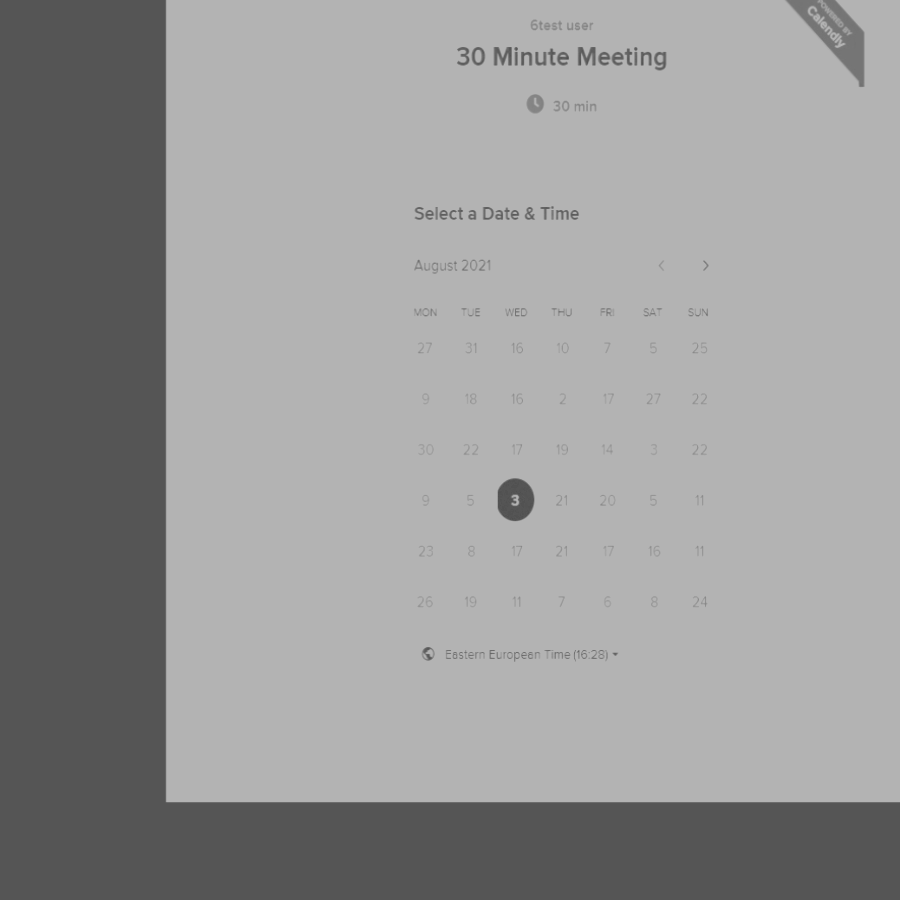 6test user
POWERED BY
Calendly
30 Minute Meeting
30 min
Select a Date & Time
August 2021
MON TUE WED THU FRI SAT SUN
27 31 16 10 7 5 25
9 18 16 2 17 27 22
30 22 17 19 14 3 22
9 5 3 21 20 5 11
23 8 17 21 17 16 11
26 19 11 7 6 8 24
Eastern European Time (16:28)